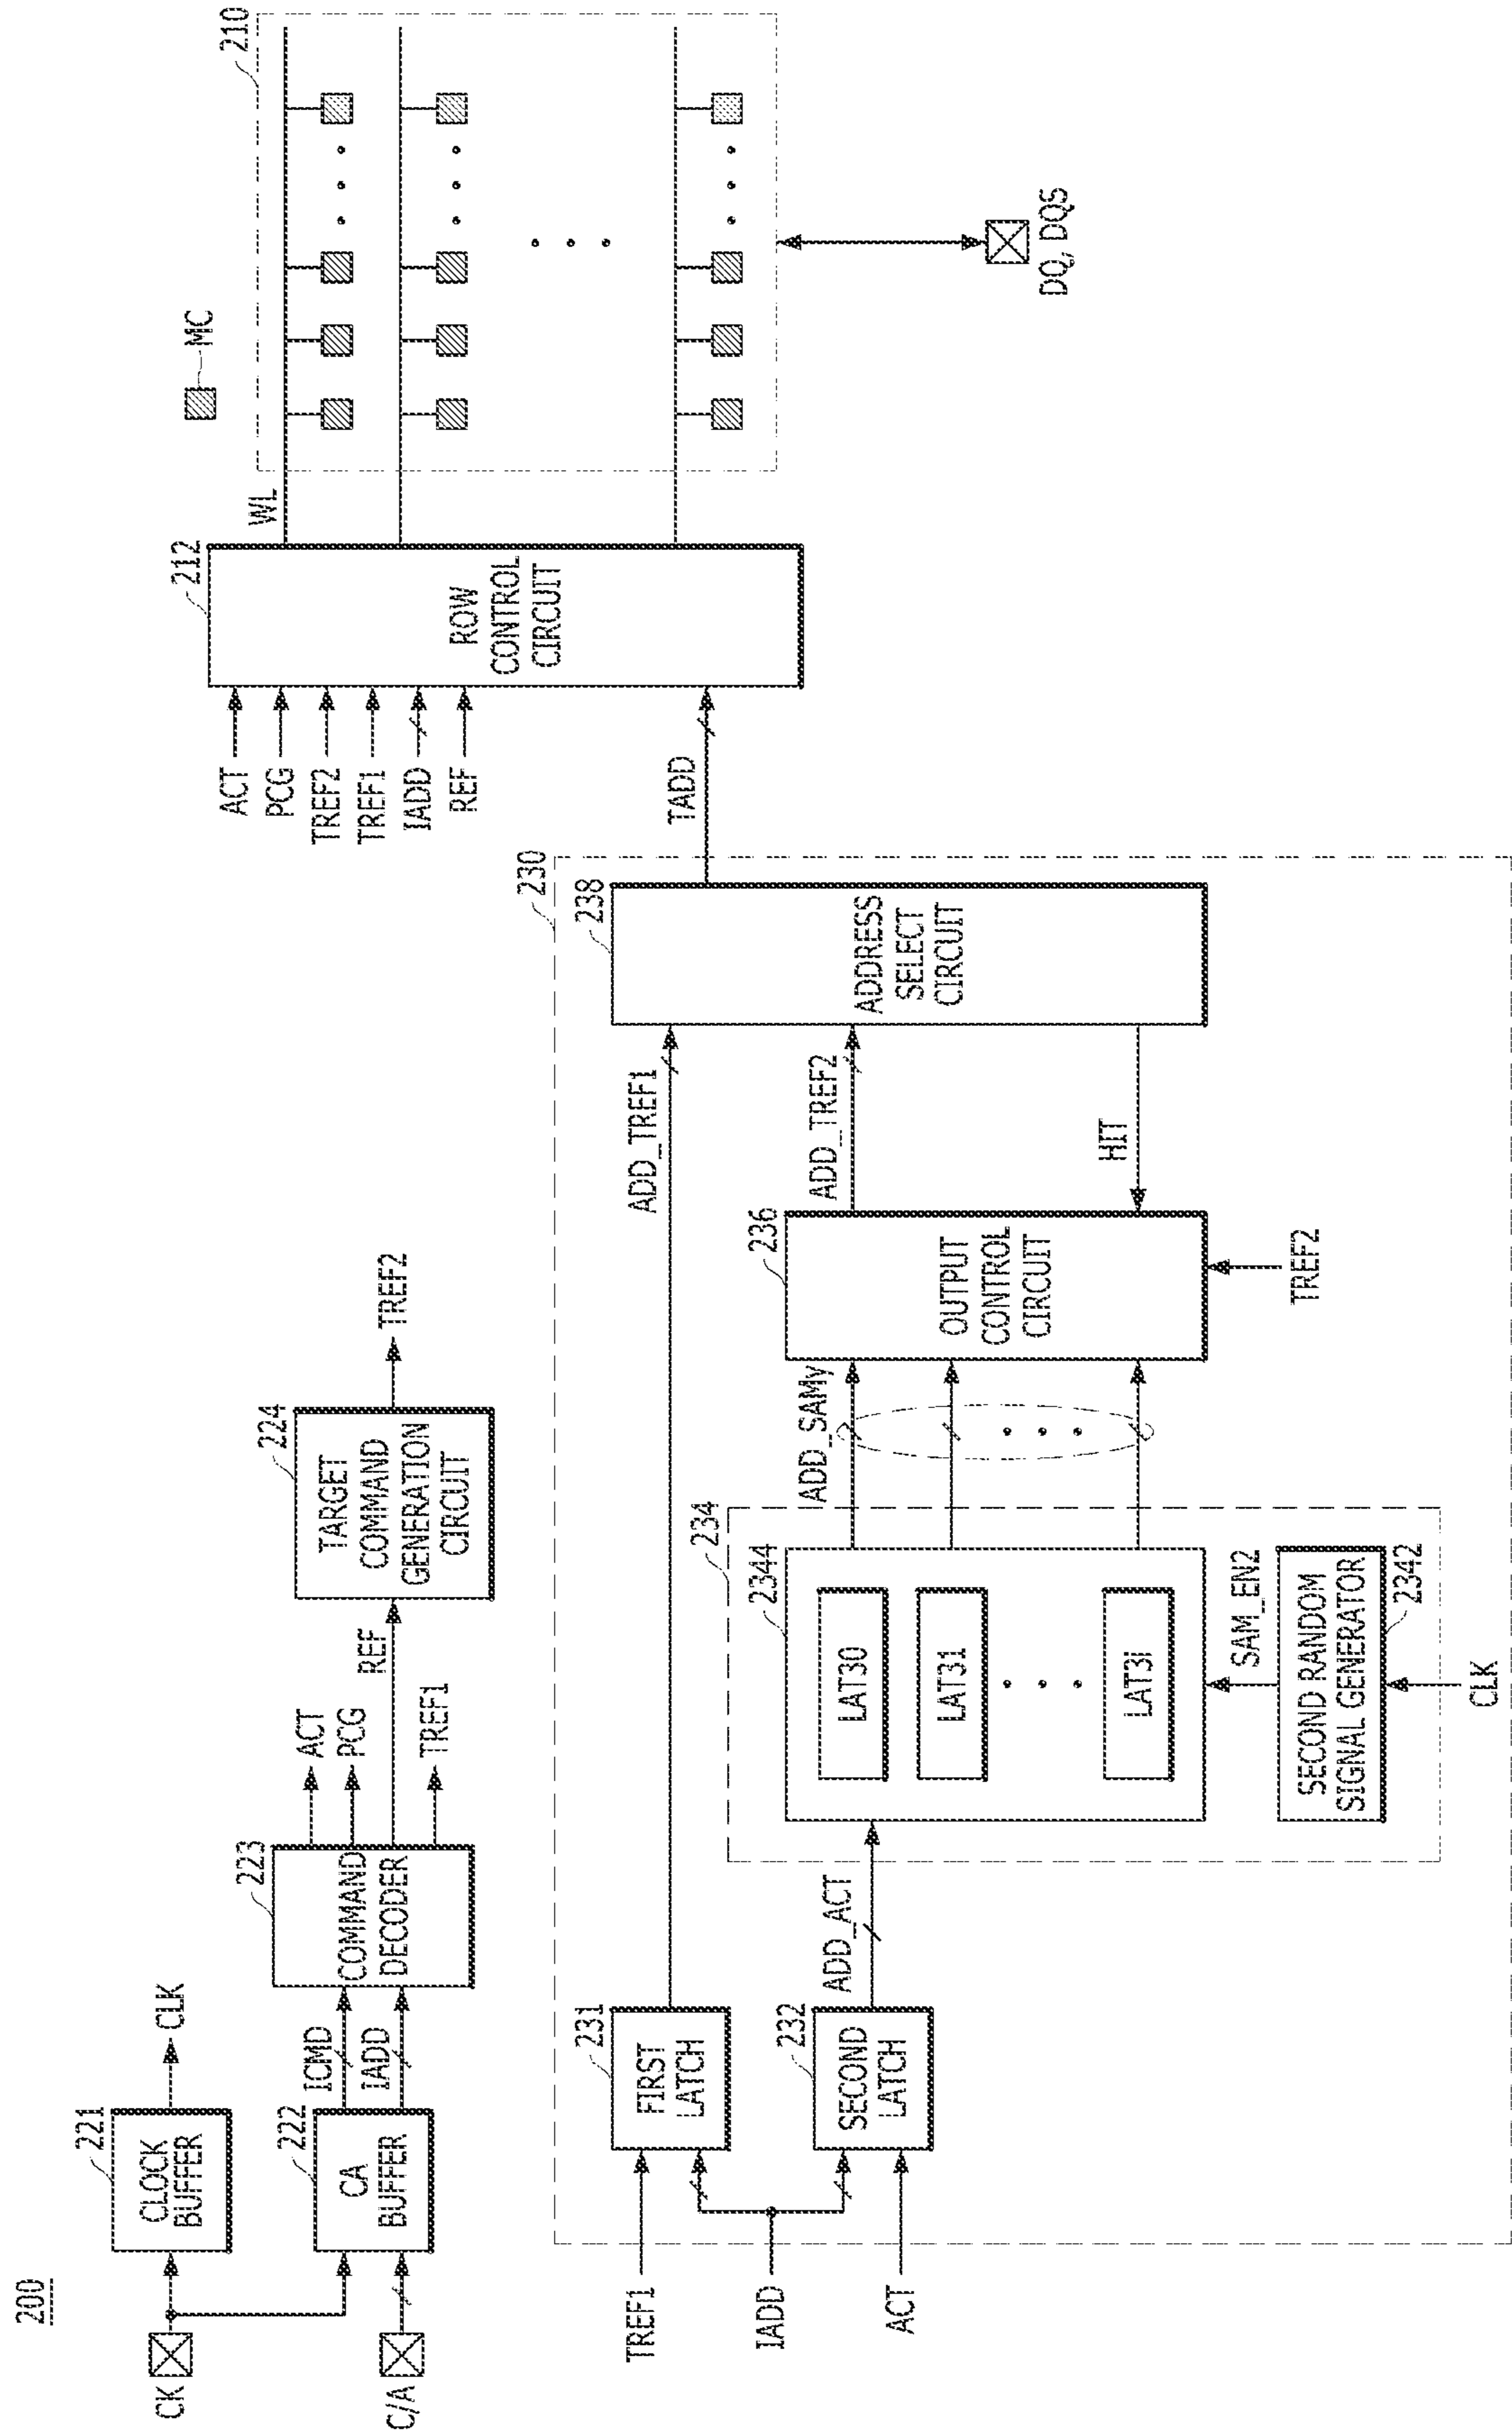 200
CK
C/A
CLOCK
BUFFER
221
CLK
CA
BUFFER
222
ICMD
IADD
COMMAND
DECODER
223
ACT
PCG
REF
TREF1
TARGET
COMMAND
GENERATION
CIRCUIT
224
TREF2
ACT
PCG
TREF2
TREF1
IADD
REF
ROW
CONTROL
CIRCUIT
212
WL
MC
210
DQ, DQS
TADD
230
TREF1
IADD
ACT
FIRST
LATCH
231
SECOND
LATCH
232
ADD_ACT
234
2344
LAT30
LAT31
LAT3l
SAM_EN2
SECOND RANDOM
SIGNAL GENERATOR
2342
CLK
ADD_SAMy
OUTPUT
CONTROL
CIRCUIT
236
TREF2
ADD_TREF1
ADD_TREF2
HIT
ADDRESS
SELECT
CIRCUIT
238